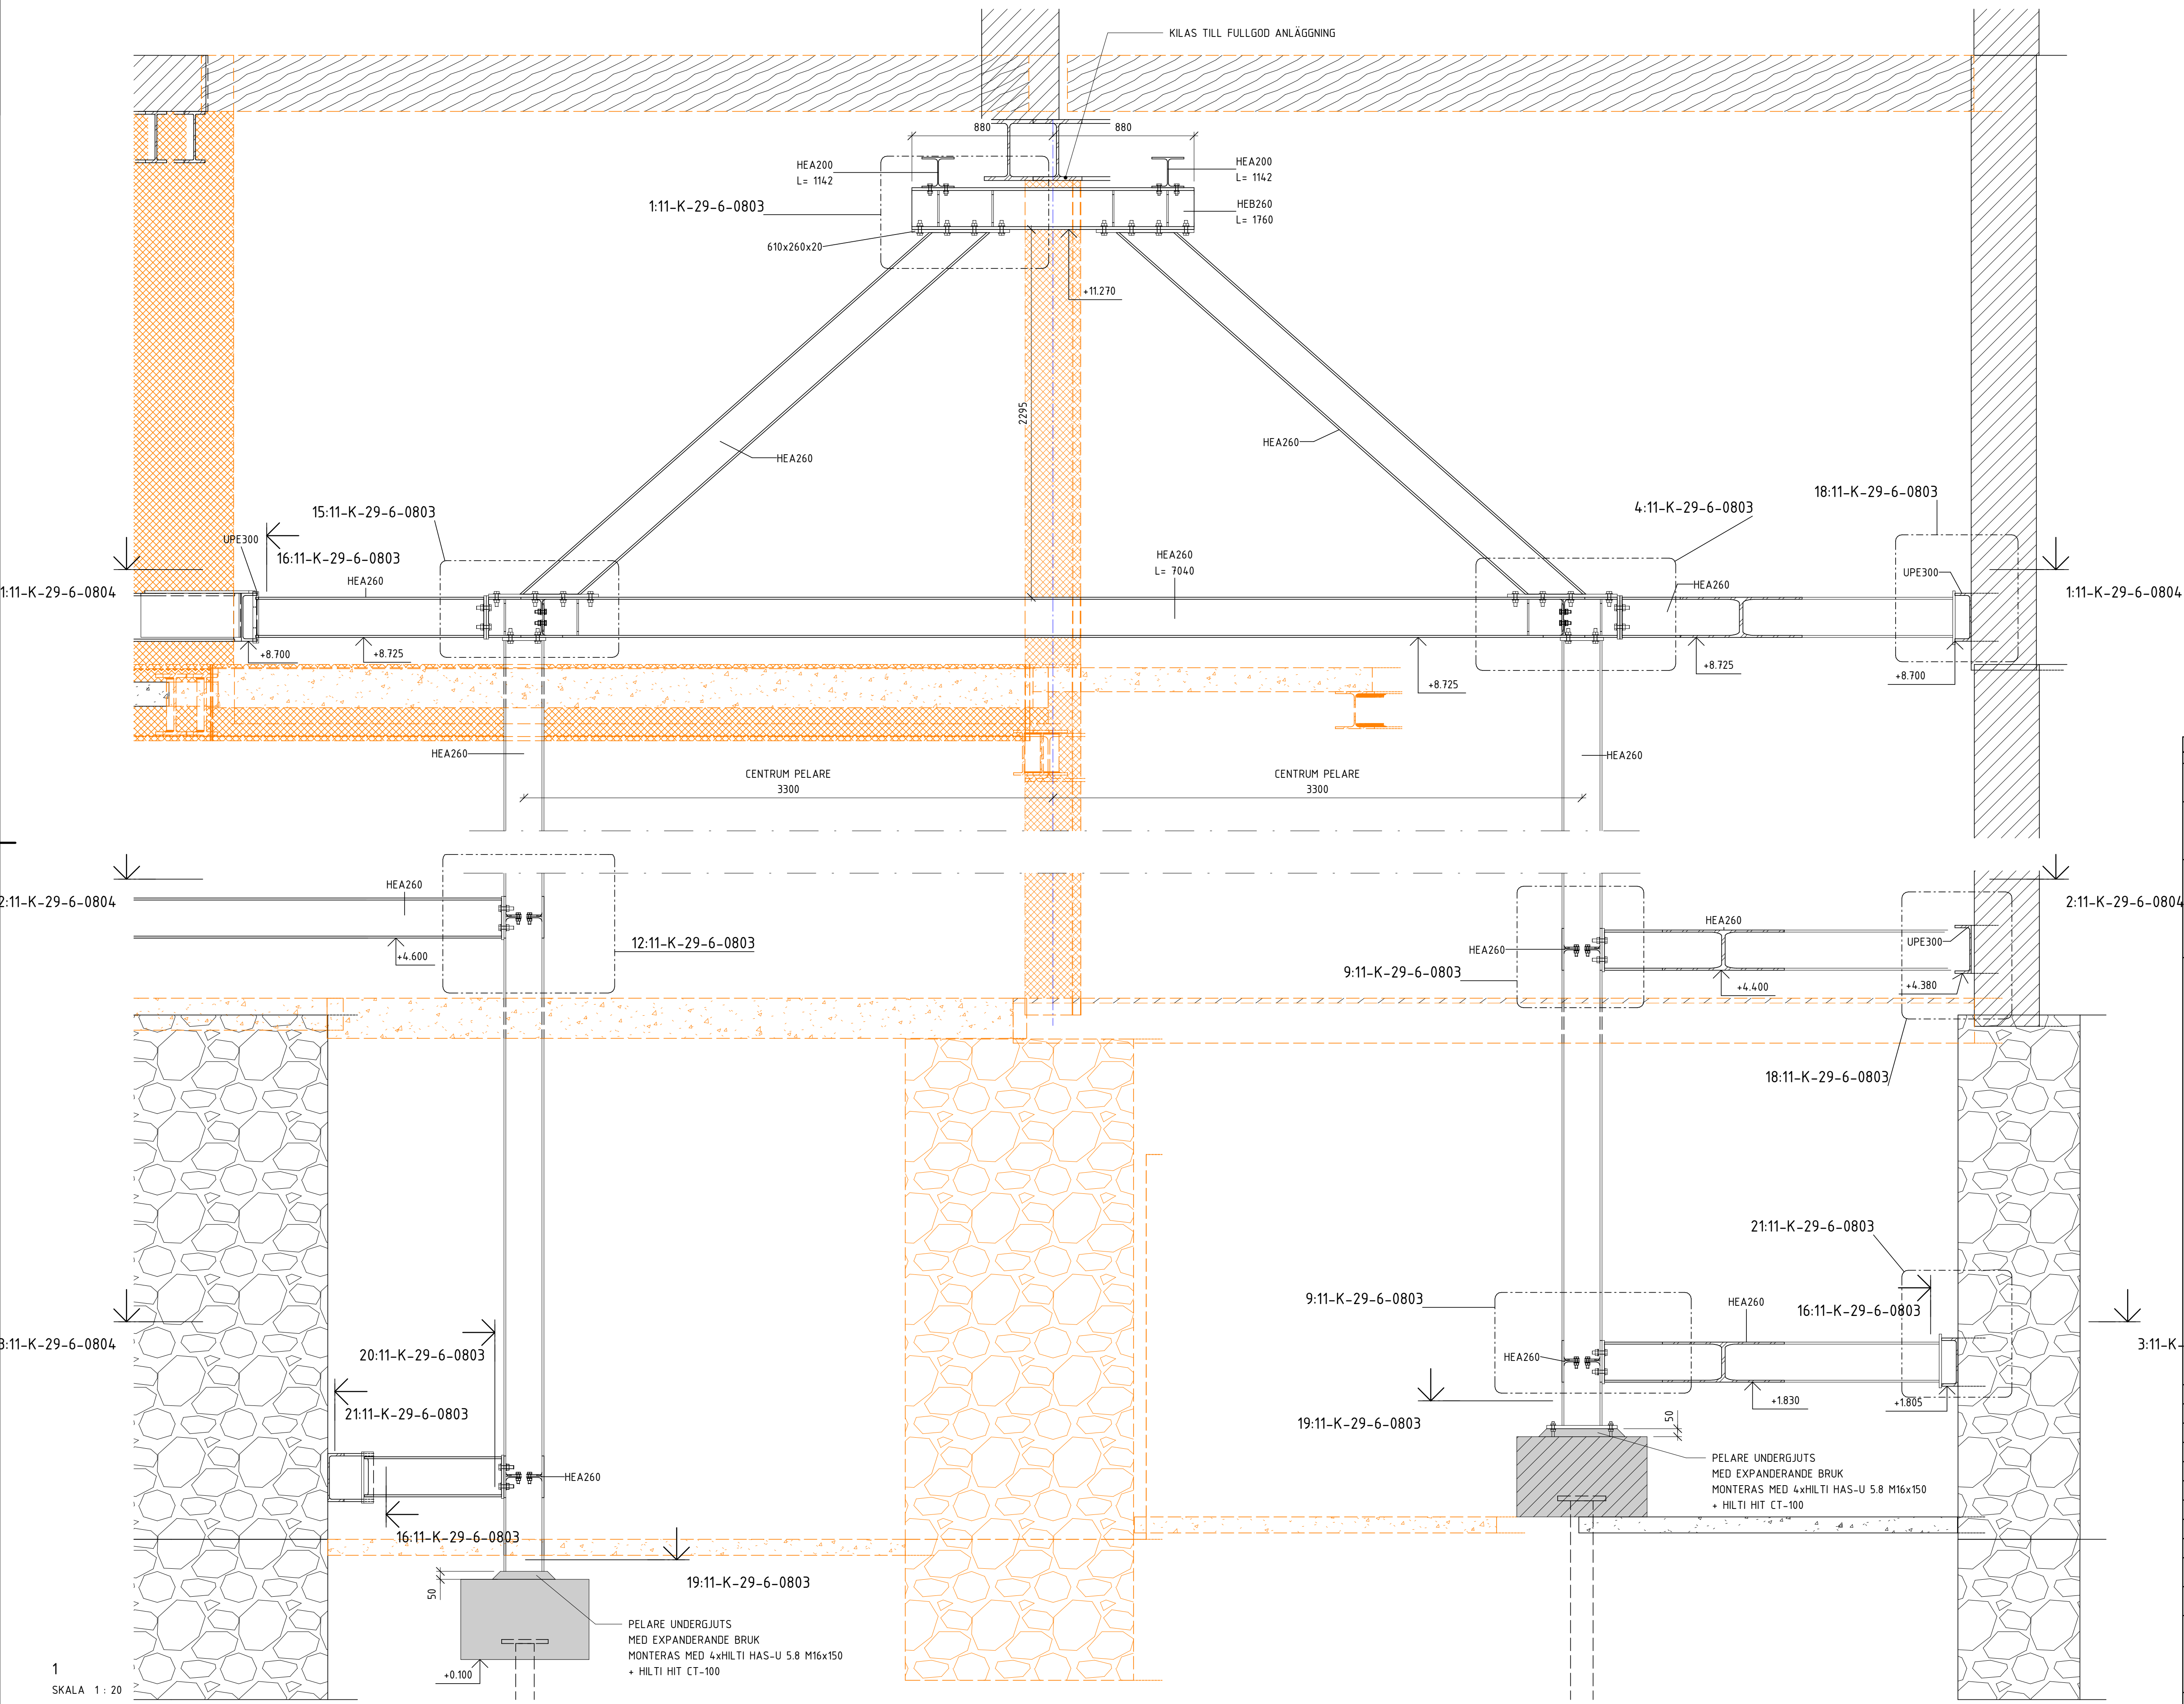 KILAS TILL FULLGOD ANLÄGGNING
880
880
HEA200
L= 1142
HEA200
L= 1142
1:11-K-29-6-0803
HEB260
L= 1760
610x260x20
+11.270
2295
HEA260
HEA260
15:11-K-29-6-0803
4:11-K-29-6-0803
18:11-K-29-6-0803
UPE300
16:11-K-29-6-0803
HEA260
HEA260
L= 7040
HEA260
UPE300
1:11-K-29-6-0804
1:11-K-29-6-0804
+8.700
+8.725
+8.725
+8.725
+8.700
HEA260
HEA260
CENTRUM PELARE
3300
CENTRUM PELARE
3300
HEA260
2:11-K-29-6-0804
12:11-K-29-6-0803
+4.600
HEA260
HEA260
UPE300
2:11-K-29-6-0804
9:11-K-29-6-0803
+4.400
+4.380
18:11-K-29-6-0803
21:11-K-29-6-0803
9:11-K-29-6-0803
HEA260
16:11-K-29-6-0803
3:11-K-29-6-0804
3:11-K-
20:11-K-29-6-0803
HEA260
21:11-K-29-6-0803
19:11-K-29-6-0803
+1.830
+1.805
50
HEA260
PELARE UNDERGJUTS
MED EXPANDERANDE BRUK
MONTERAS MED 4xHILTI HAS-U 5.8 M16x150
+ HILTI HIT CT-100
16:11-K-29-6-0803
19:11-K-29-6-0803
50
PELARE UNDERGJUTS
MED EXPANDERANDE BRUK
MONTERAS MED 4xHILTI HAS-U 5.8 M16x150
+ HILTI HIT CT-100
+0.100
1
SKALA 1 : 20